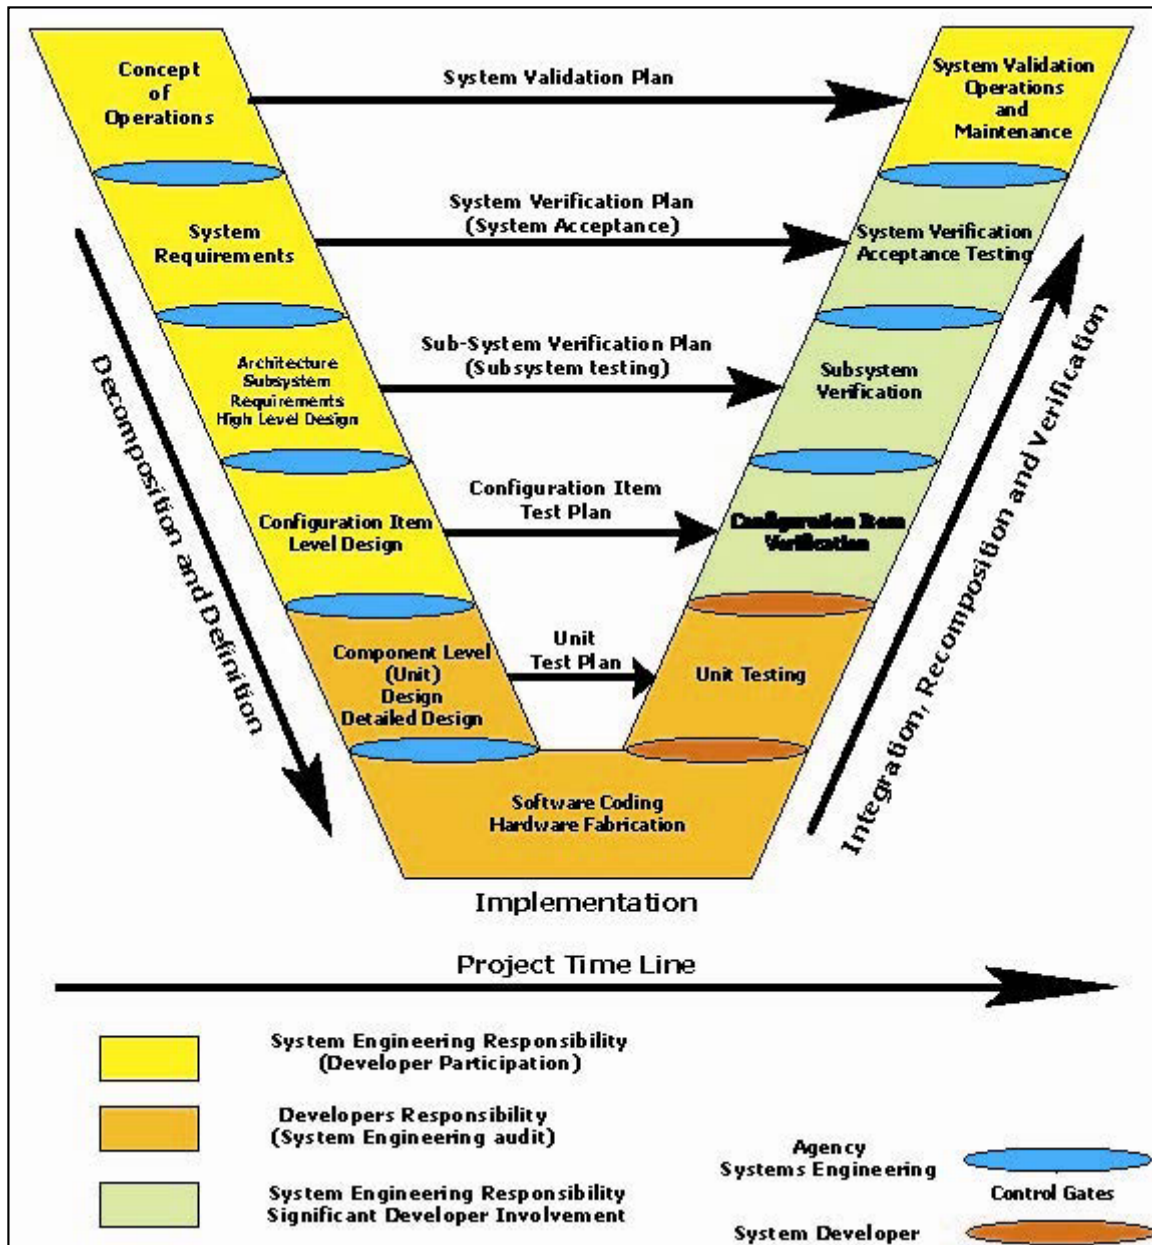 Concept
of
Operations
System Validation Plan
System Validation
Operations
and
Maintenance
System
Requirements
System Verification Plan
(System Acceptance)
System Verification
Acceptance Testing
Architecture
Subsystem
Requirements
High Level Design
Sub-System Verification Plan
(Subsystem testing)
Subsystem
Verification
Configuration Item
Level Design
Configuration Item
Test Plan
Configuration Item
Verification
Component Level
(Unit)
Design
Detailed Design
Unit
Test Plan
Unit Testing
Software Coding
Hardware Fabrication
Decomposition and Definition
Integration, Recomposition and Verification
Implementation
Project Time Line
System Engineering Responsibility
(Developer Participation)
Developers Responsibility
(System Engineering audit)
System Engineering Responsibility
Significant Developer Involvement
Agency
Systems Engineering
Control Gates
System Developer